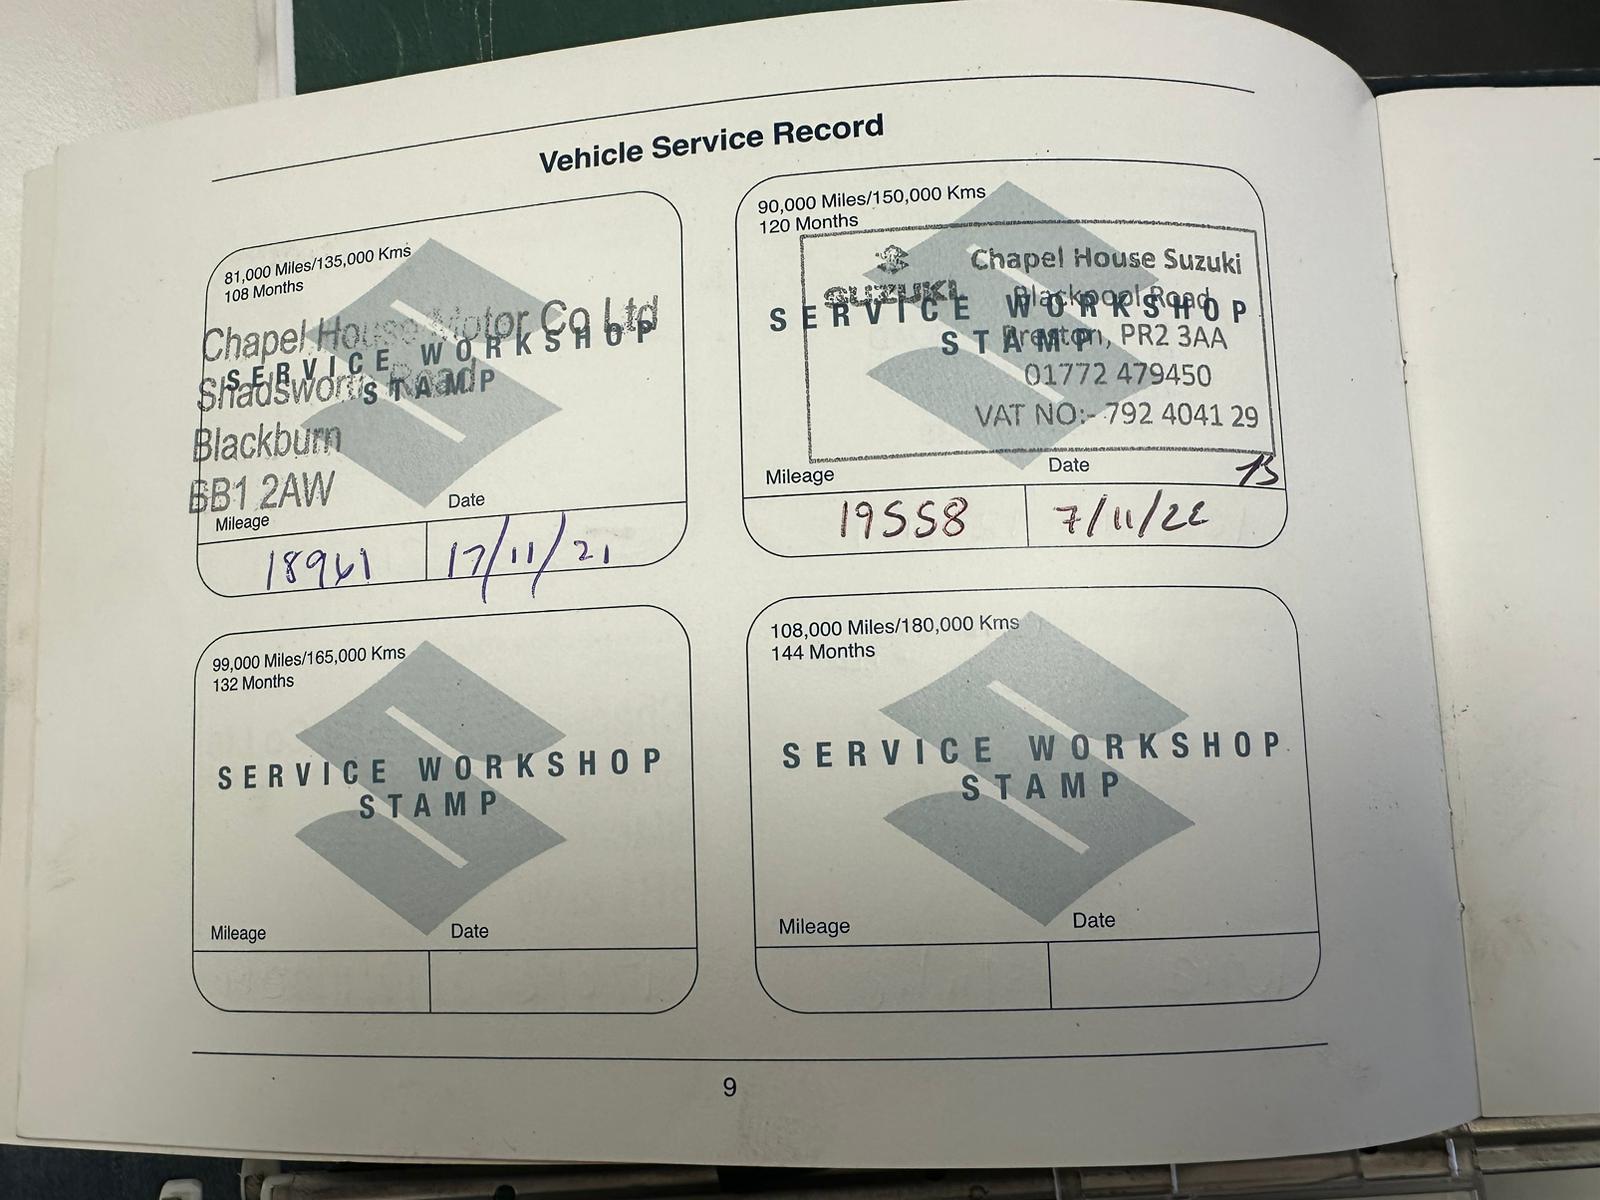 Vehicle Service Record
81,000 Miles/135,000 Kms
108 Months
Chapel House Motor Co Ltd
SERVICE WORKSHOP
STAMP
Shadsworth Road
Blackburn
BB1 2AW
Mileage
Date
18961
17/11/21
90,000 Miles/150,000 Kms
120 Months
SUZUKI
Chapel House Suzuki
Blackpool Road
SERVICE WORKSHOP
STAMP
Preston, PR2 3AA
01772 479450
VAT NO:- 792 4041 29
Mileage
Date
19558
7/11/22
99,000 Miles/165,000 Kms
132 Months
SERVICE WORKSHOP
STAMP
Mileage
Date
108,000 Miles/180,000 Kms
144 Months
SERVICE WORKSHOP
STAMP
Mileage
Date
9